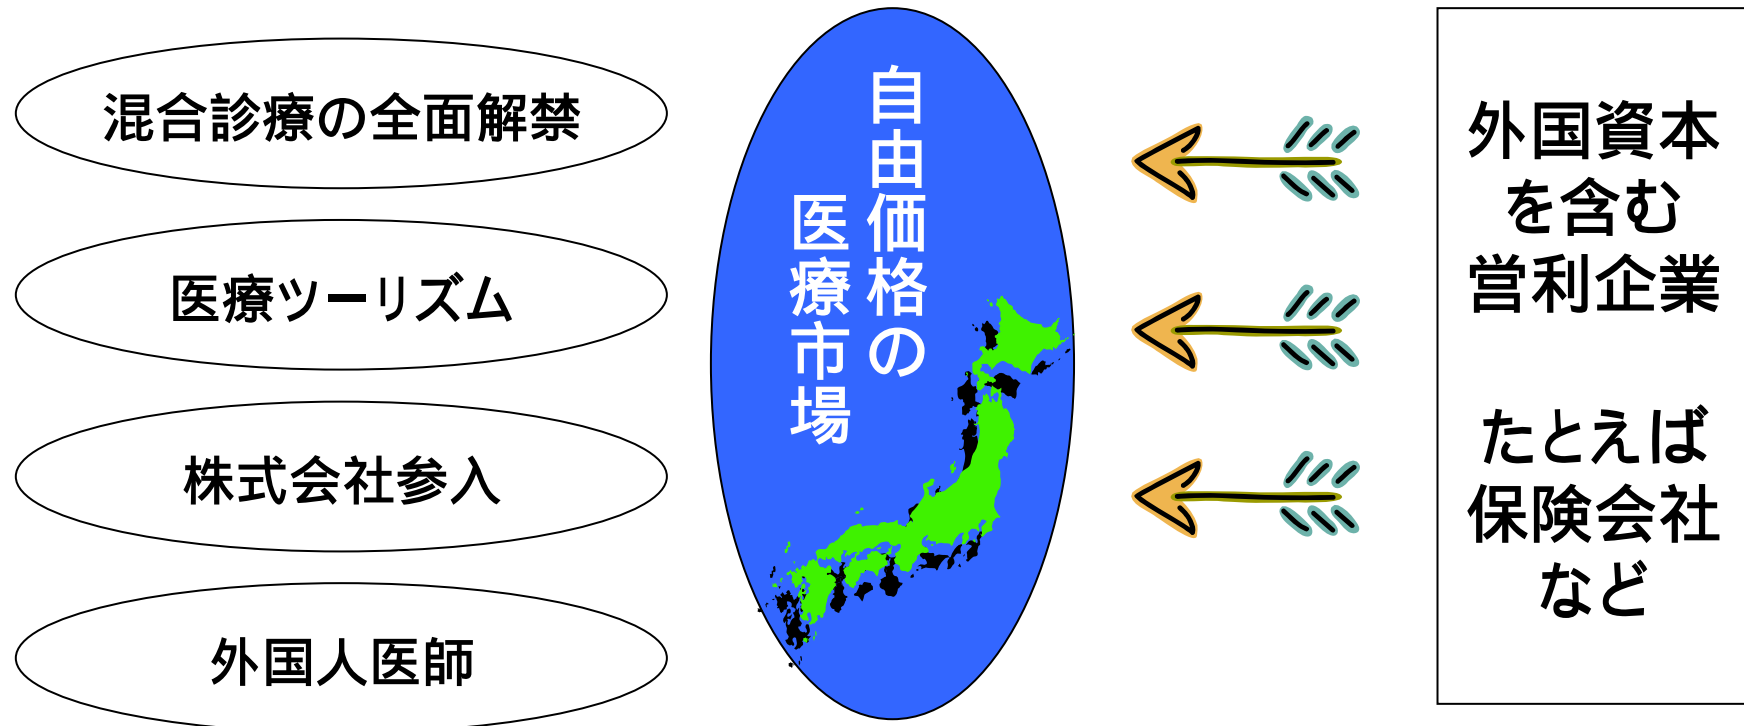 混合診療の全面解禁
医療ツーリズム
株式会社参入
外国人医師
自由価格の
医療市場
外国資本
を含む
営利企業
たとえば
保険会社
など